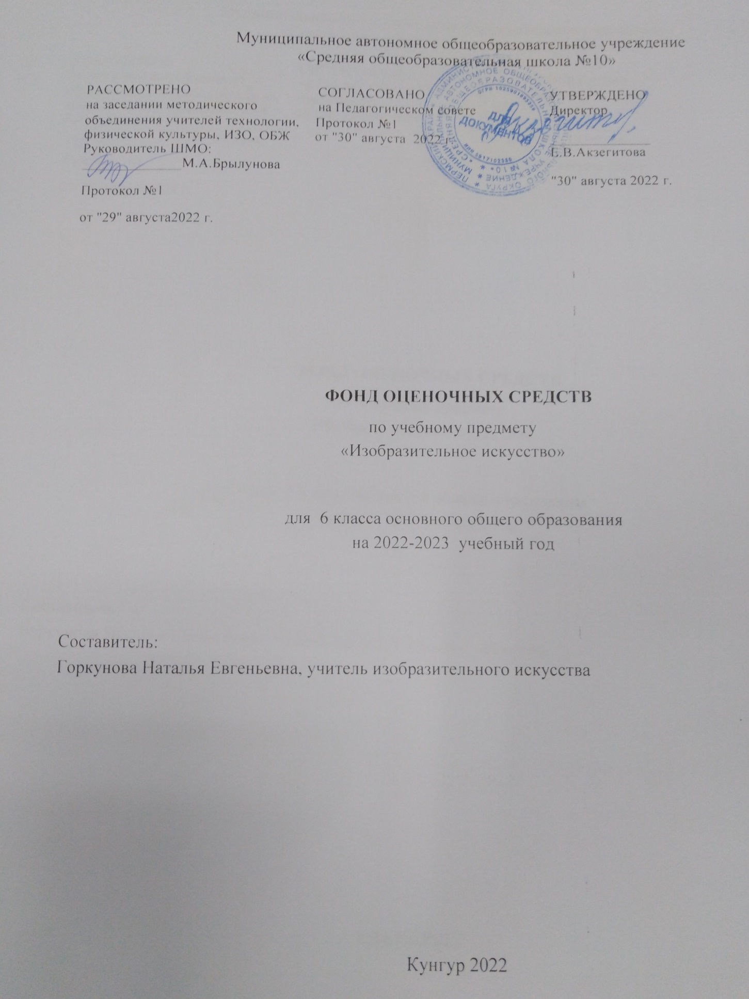 Муниципальное автономное общеобразовательное учреждение
«Средняя общеобразовательная школа №10»
РАССМОТРЕНО
на заседании методического
объединения учителей технологии,
физической культуры, ИЗО, ОБЖ
Руководитель ШМО:
М.А.Брылунова
Протокол №1
от "29" августа2022 г.
СОГЛАСОВАНО
на Педагогическом совете
Протокол №1
от "30" августа  2022 г.
УТВЕРЖДЕНО
Директор
Е.В.Акзегитова
"30" августа 2022 г.
ДЛЯ
ДОКУМЕНТОВ
ФОНД ОЦЕНОЧНЫХ СРЕДСТВ
по учебному предмету
«Изобразительное искусство»
для  6 класса основного общего образования
на 2022-2023  учебный год
Составитель:
Горкунова Наталья Евгеньевна, учитель изобразительного искусства
Кунгур 2022